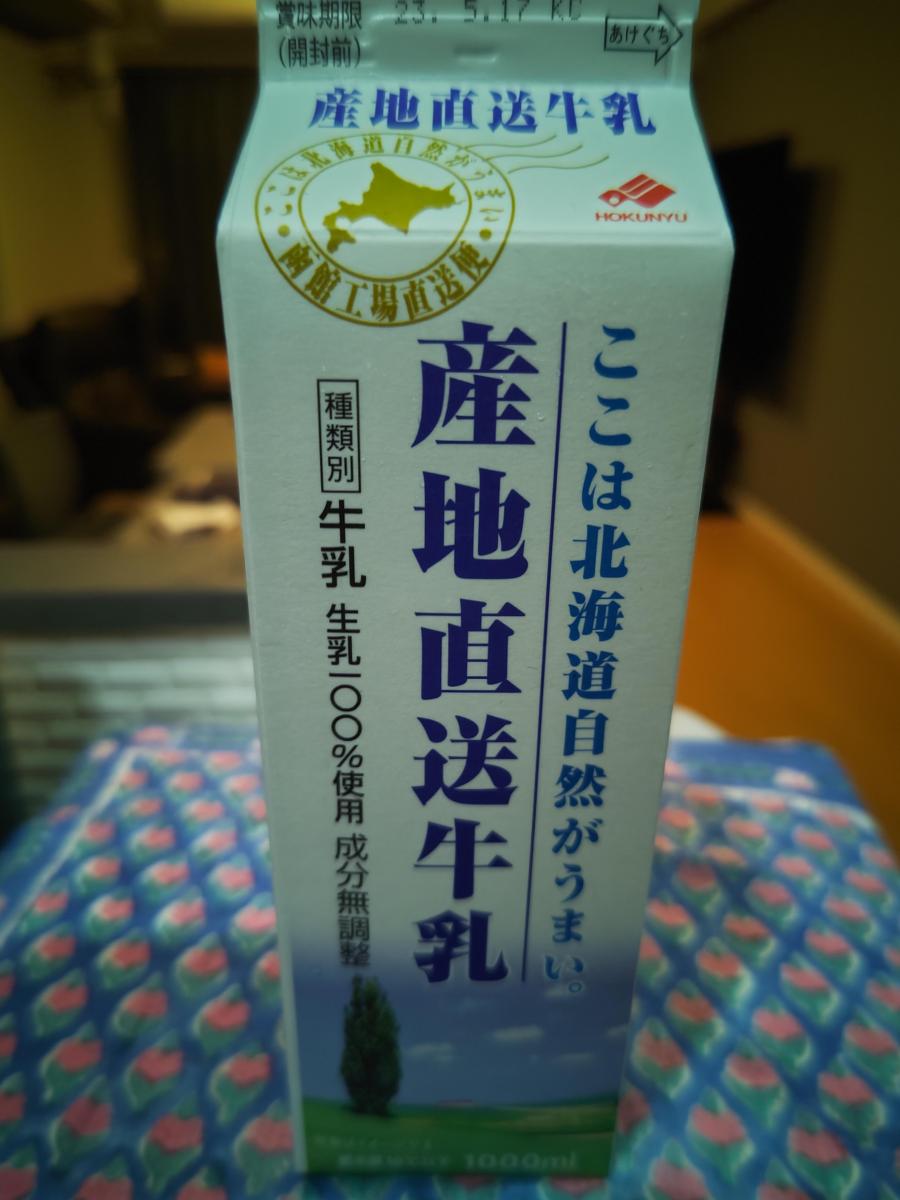 賞味期限 23. 5.17 KC
(開封前)
あけぐち
産地直送牛乳
ここは北海道自然がうまい
函館工場直送便
HOKUNYU
ここは北海道自然がうまい。
産地直送牛乳
種類別 牛乳 生乳一〇〇%使用 成分無調整
1000ml